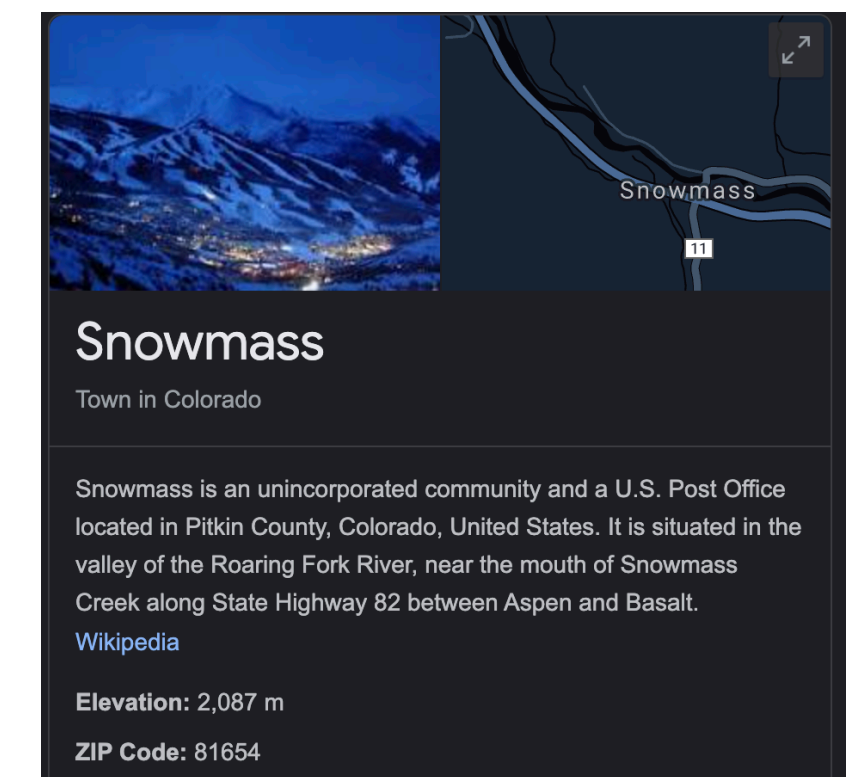 Snowmass
11
Snowmass
Town in Colorado
Snowmass is an unincorporated community and a U.S. Post Office
located in Pitkin County, Colorado, United States. It is situated in the
valley of the Roaring Fork River, near the mouth of Snowmass
Creek along State Highway 82 between Aspen and Basalt.
Wikipedia
Elevation: 2,087 m
ZIP Code: 81654